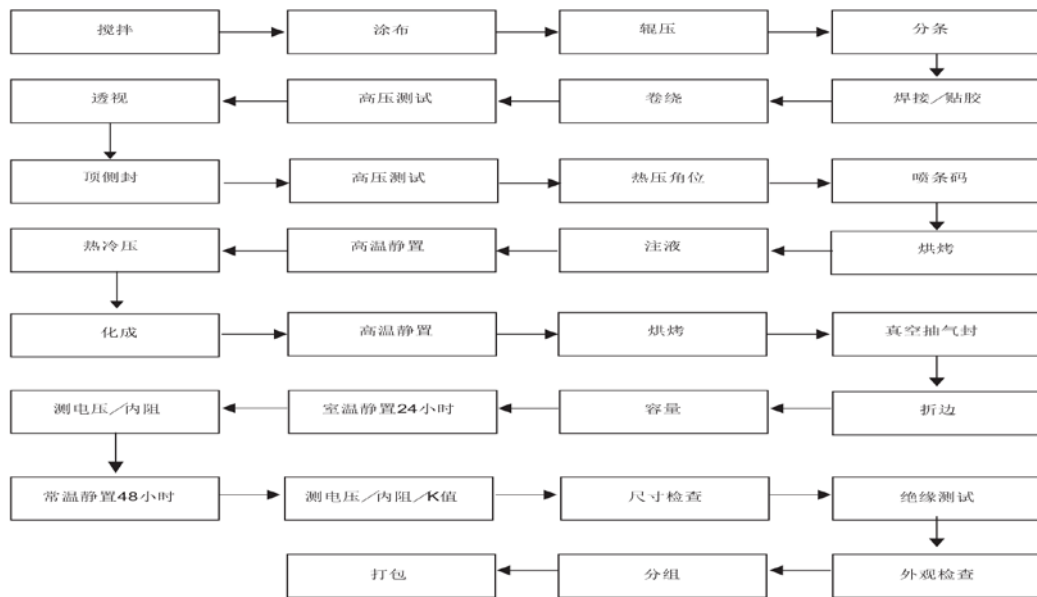 搅拌
涂布
辊压
分条
透视
高压测试
卷绕
焊接/贴胶
顶侧封
高压测试
热压角位
喷条码
热冷压
高温静置
注液
烘烤
化成
高温静置
烘烤
真空抽气封
测电压/内阻
室温静置24小时
容量
折边
常温静置48小时
测电压/内阻/K值
尺寸检查
绝缘测试
打包
分组
外观检查